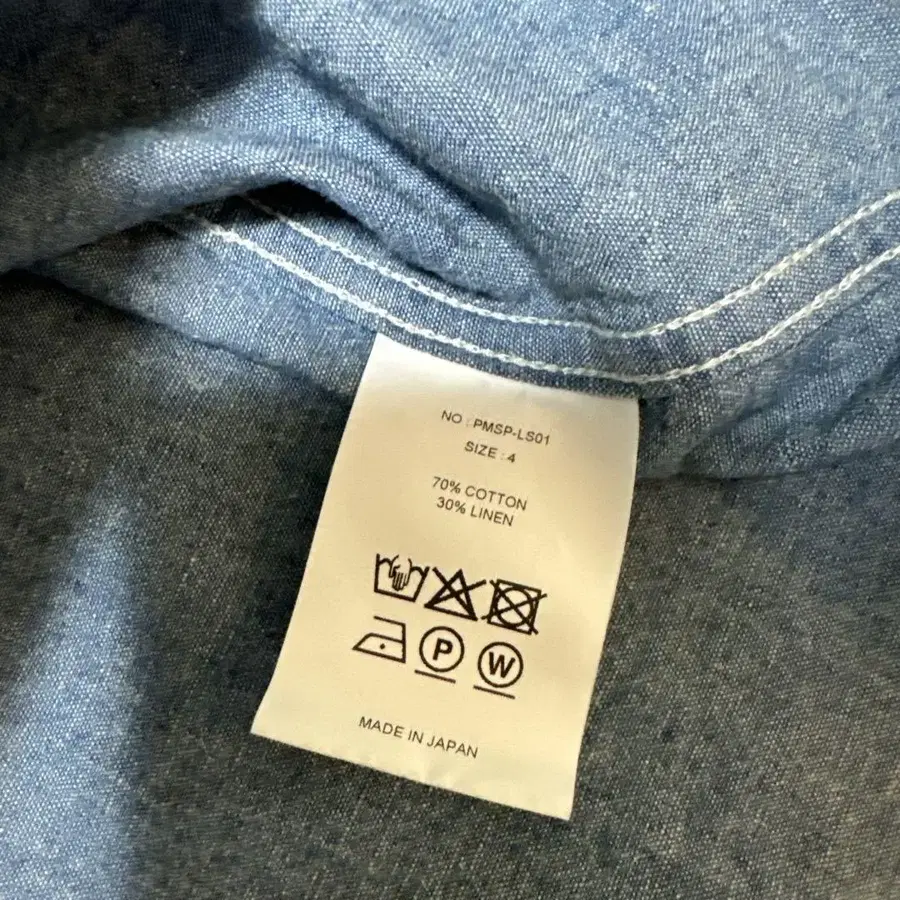 NO : PMSP-LS01
SIZE : 4
70% COTTON
30% LINEN
P W
MADE IN JAPAN